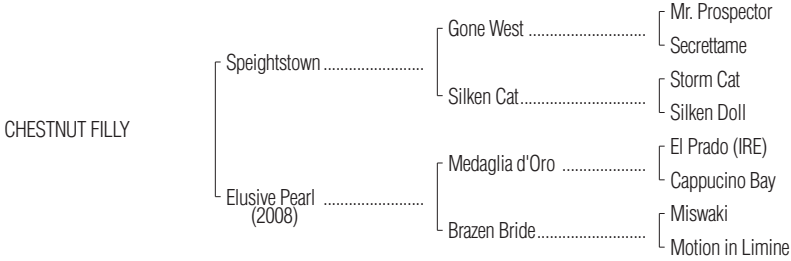 Mr. Prospector
Gone West ............................
Secrettame
Speightstown ........................
Storm Cat
Silken Cat..............................
Silken Doll
CHESTNUT FILLY
El Prado (IRE)
Medaglia d'Oro ....................
Cappucino Bay
Elusive Pearl ........................
(2008)
Miswaki
Brazen Bride..........................
Motion in Limine